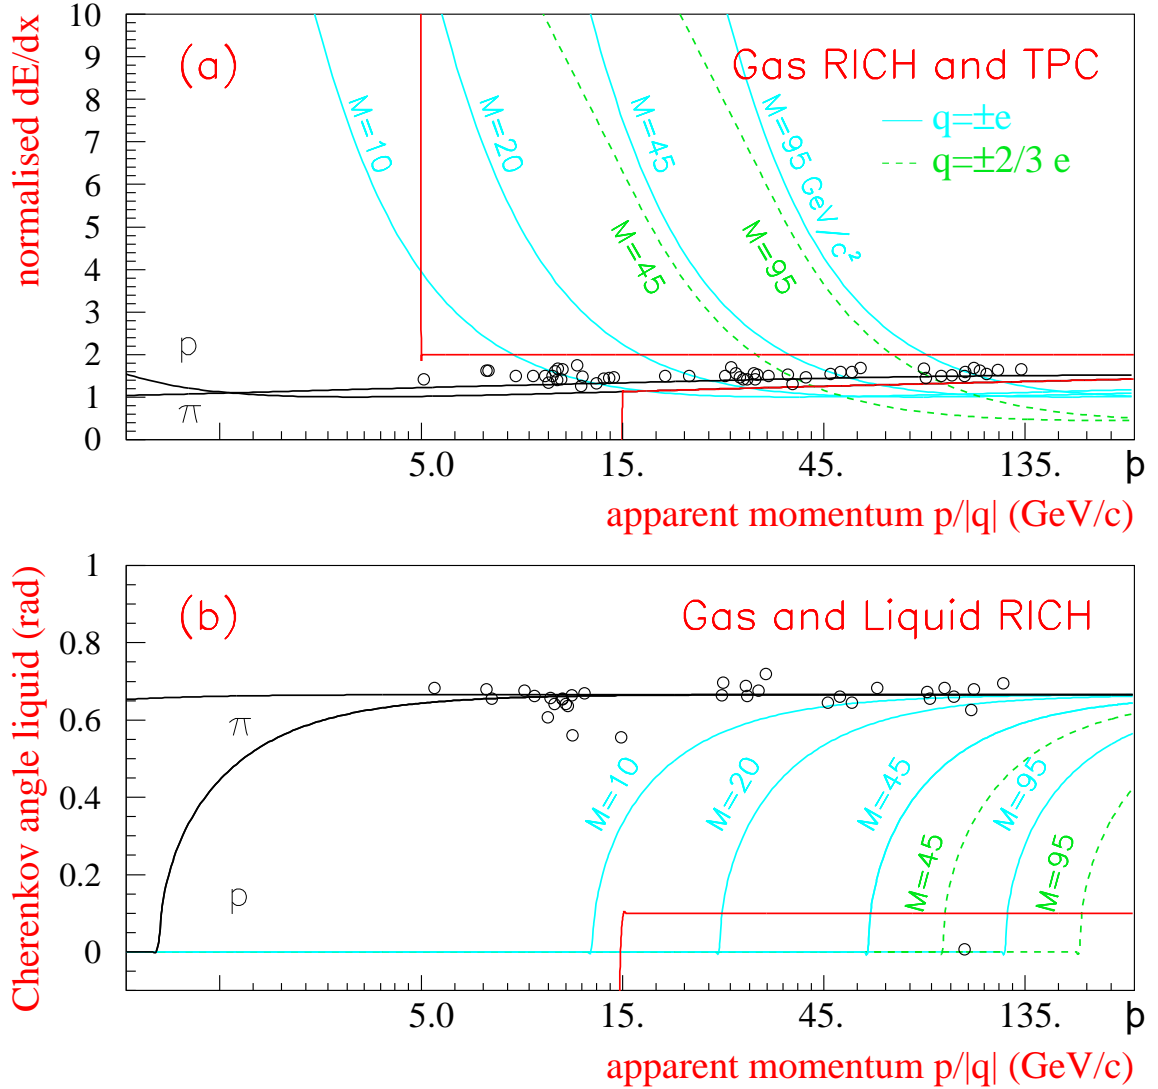 normalised dE/dx
10
9
8
7
6
5
4
3
2
1
0
(a)
Gas RICH and TPC
q=±e
q=±2/3 e
M=10
M=20
M=45
M=95 GeV/c²
M=45
M=95
p
π
5.0
15.
45.
135.
þ
apparent momentum p/|q| (GeV/c)
Cherenkov angle liquid (rad)
1
0.8
0.6
0.4
0.2
0
(b)
Gas and Liquid RICH
π
p
M=10
M=20
M=45
M=45
M=95
M=95
5.0
15.
45.
135.
þ
apparent momentum p/|q| (GeV/c)